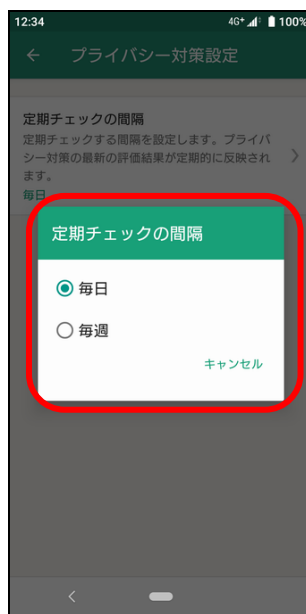 12:34 4G+ 100%
プライバシー対策設定
定期チェックの間隔
定期チェックする間隔を設定します。プライバ
シー対策の最新の評価結果が定期的に反映され
ます。
毎日
定期チェックの間隔
毎日
毎週
キャンセル